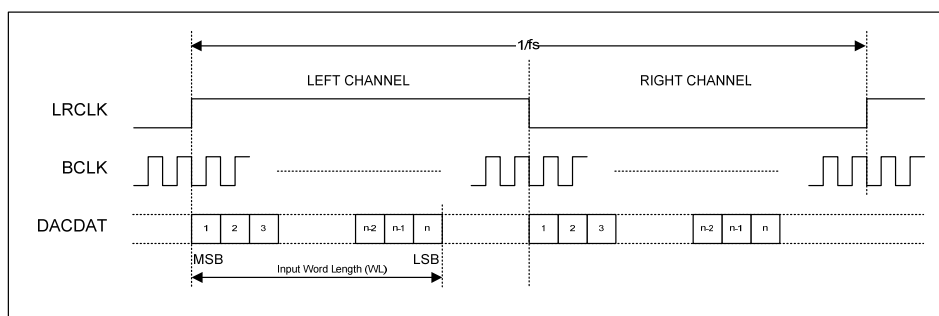 1/fs
LEFT CHANNEL RIGHT CHANNEL
LRCLK
BCLK
DACDAT
1 2 3 n-2 n-1 n 1 2 3 n-2 n-1 n
MSB LSB
Input Word Length (WL)